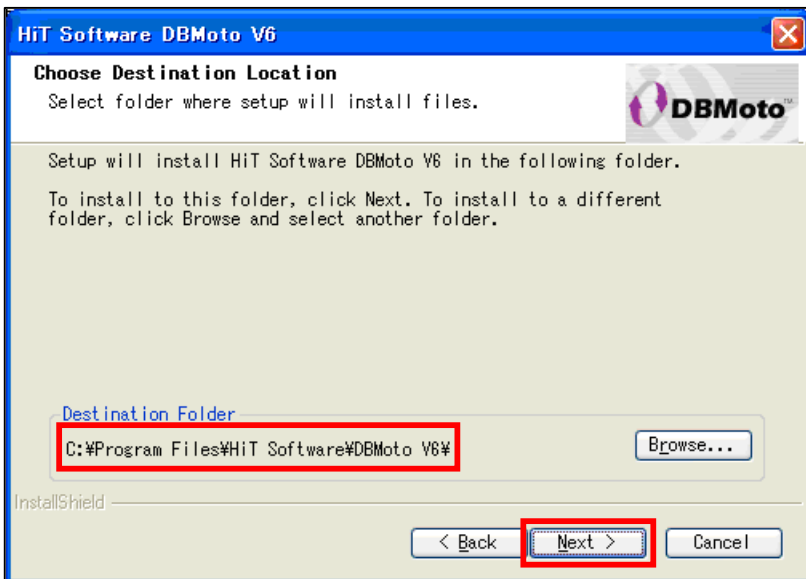 HiT Software DBMoto V6
Choose Destination Location
Select folder where setup will install files.
DBMoto™
Setup will install HiT Software DBMoto V6 in the following folder.
To install to this folder, click Next. To install to a different
folder, click Browse and select another folder.
Destination Folder
C:¥Program Files¥HiT Software¥DBMoto V6¥
Browse...
InstallShield
< Back
Next >
Cancel